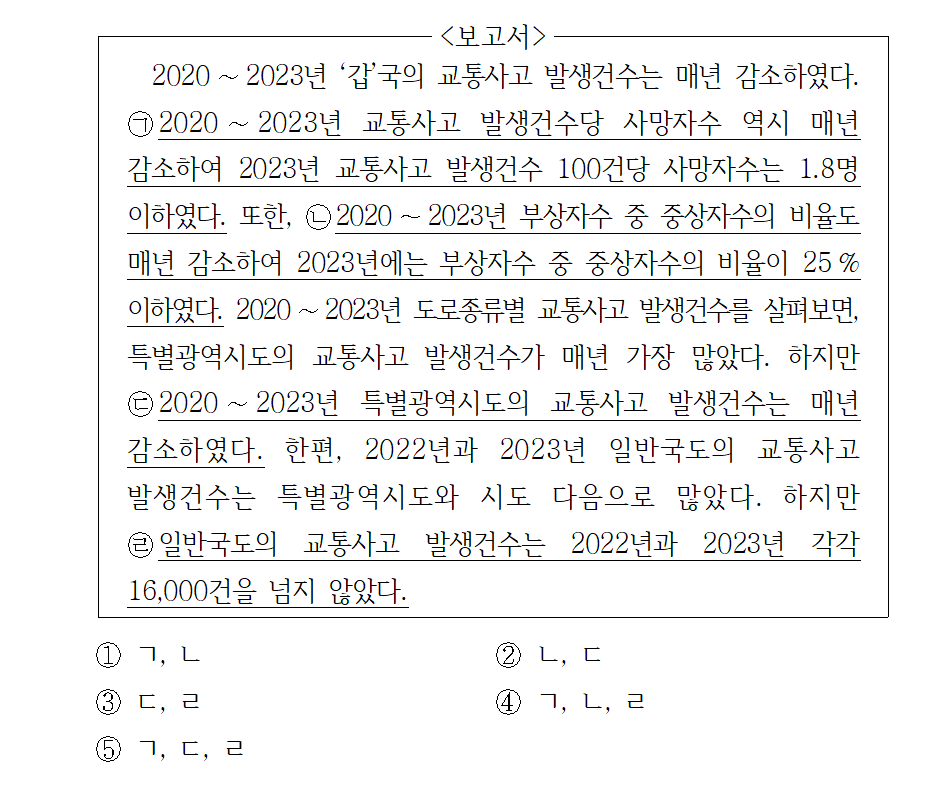 <보고서>
2020~2023년 ‘갑’국의 교통사고 발생건수는 매년 감소하였다.
㉠2020~2023년 교통사고 발생건수당 사망자수 역시 매년
감소하여 2023년 교통사고 발생건수 100건당 사망자수는 1.8명
이하였다. 또한, ㉡2020~2023년 부상자수 중 중상자수의 비율도
매년 감소하여 2023년에는 부상자수 중 중상자수의 비율이 25%
이하였다. 2020~2023년 도로종류별 교통사고 발생건수를 살펴보면,
특별광역시도의 교통사고 발생건수가 매년 가장 많았다. 하지만
㉢2020~2023년 특별광역시도의 교통사고 발생건수는 매년
감소하였다. 한편, 2022년과 2023년 일반국도의 교통사고
발생건수는 특별광역시도와 시도 다음으로 많았다. 하지만
㉣일반국도의 교통사고 발생건수는 2022년과 2023년 각각
16,000건을 넘지 않았다.
① ㄱ, ㄴ ② ㄴ, ㄷ
③ ㄷ, ㄹ ④ ㄱ, ㄴ, ㄹ
⑤ ㄱ, ㄷ, ㄹ